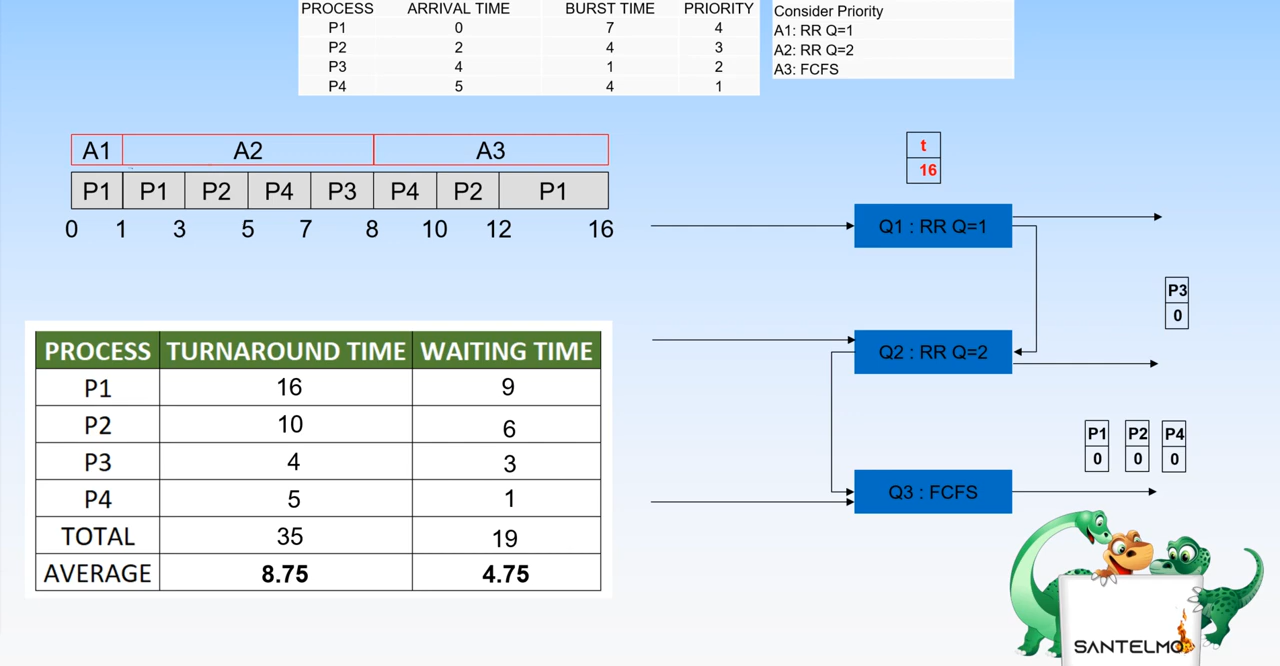 PROCESS ARRIVAL TIME BURST TIME PRIORITY
P1 0 7 4
P2 2 4 3
P3 4 1 2
P4 5 4 1
Consider Priority
A1: RR Q=1
A2: RR Q=2
A3: FCFS
A1 A2 A3
P1 P1 P2 P4 P3 P4 P2 P1
0 1 3 5 7 8 10 12 16
t
16
Q1 : RR Q=1
P3
0
Q2 : RR Q=2
P1 P2 P4
0 0 0
Q3 : FCFS
PROCESS TURNAROUND TIME WAITING TIME
P1 16 9
P2 10 6
P3 4 3
P4 5 1
TOTAL 35 19
AVERAGE 8.75 4.75
SANTELMO